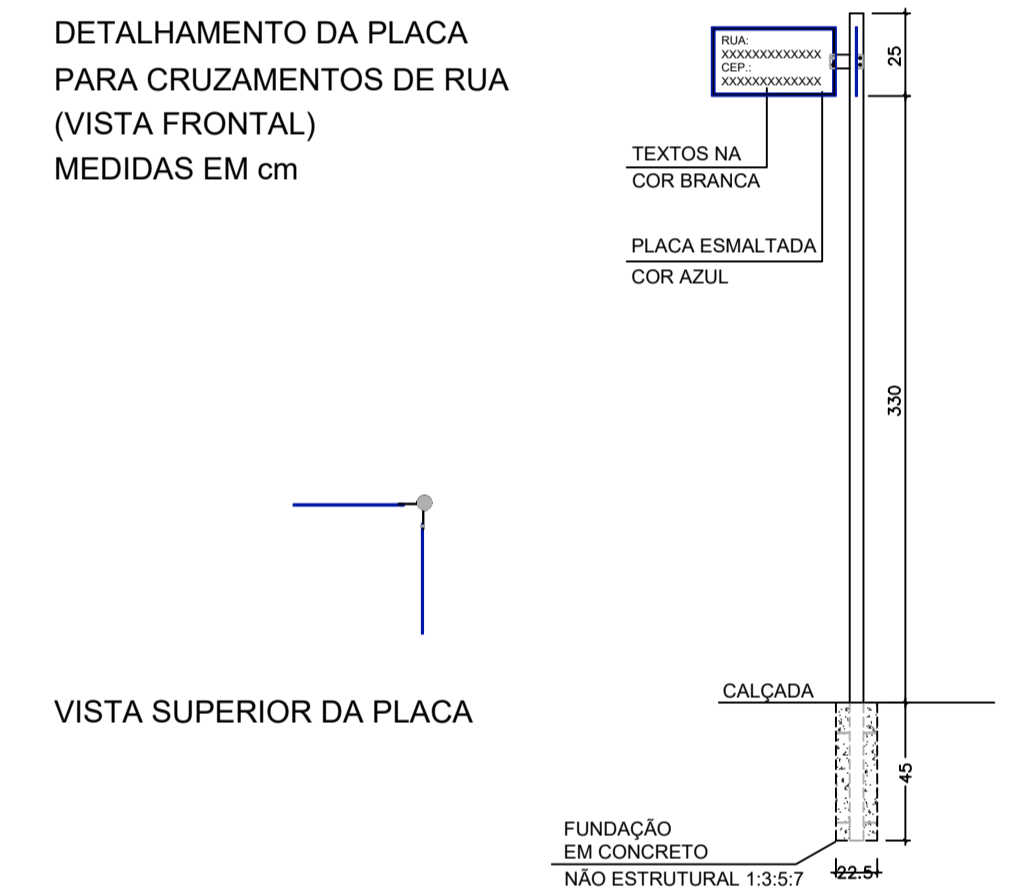 DETALHAMENTO DA PLACA
PARA CRUZAMENTOS DE RUA
(VISTA FRONTAL)
MEDIDAS EM cm
RUA:
XXXXXXXXXXXXX
CEP.:
XXXXXXXXXXXXX
25
TEXTOS NA
COR BRANCA
PLACA ESMALTADA
COR AZUL
330
VISTA SUPERIOR DA PLACA
CALÇADA
45
FUNDAÇÃO
EM CONCRETO
NÃO ESTRUTURAL 1:3:5:7
22.5